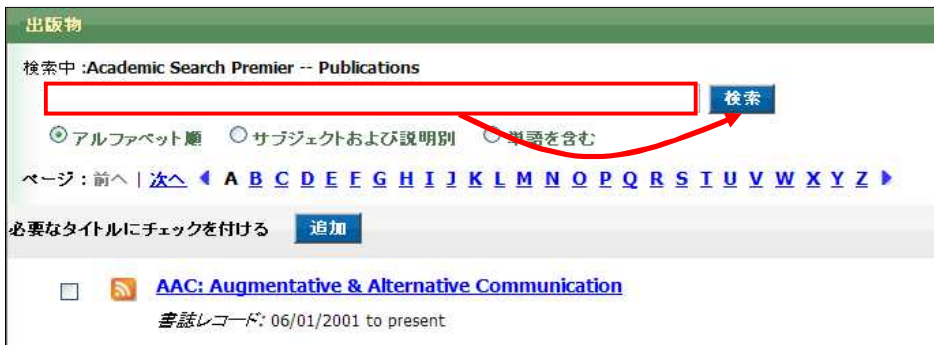 出版物
検索中 :Academic Search Premier -- Publications
検索
アルファベット順 サブジェクトおよび説明別 単語を含む
ページ : 前へ | 次へ A B C D E F G H I J K L M N O P Q R S T U V W X Y Z
必要なタイトルにチェックを付ける 追加
AAC: Augmentative & Alternative Communication
書誌レコード: 06/01/2001 to present